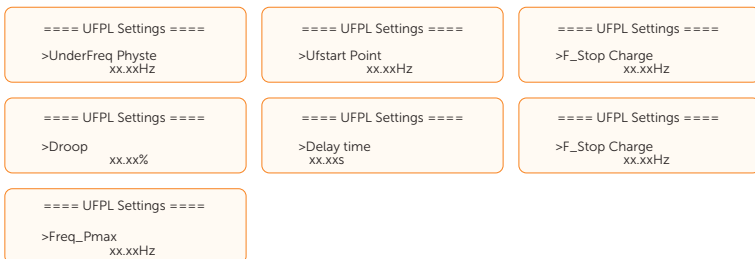 ==== UFPL Settings ====
>UnderFreq Physte
xx.xxHz
==== UFPL Settings ====
>Ufstart Point
xx.xxHz
==== UFPL Settings ====
>F_Stop Charge
xx.xxHz
==== UFPL Settings ====
>Droop
xx.xx%
==== UFPL Settings ====
>Delay time
xx.xxs
==== UFPL Settings ====
>F_Stop Charge
xx.xxHz
==== UFPL Settings ====
>Freq_Pmax
xx.xxHz